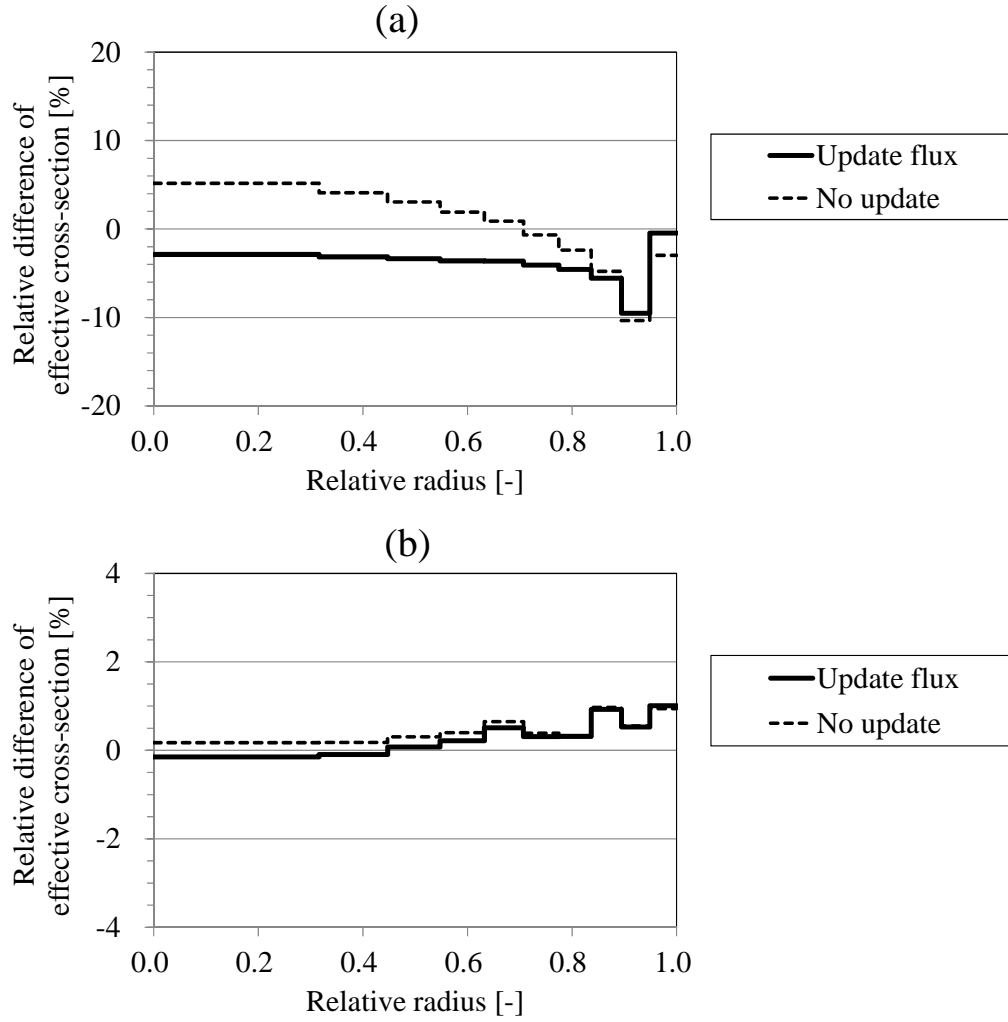 (a)
Relative difference of
effective cross-section [%]
20
10
0
-10
-20
0.0 0.2 0.4 0.6 0.8 1.0
Relative radius [-]
Update flux
No update
(b)
Relative difference of
effective cross-section [%]
4
2
0
-2
-4
0.0 0.2 0.4 0.6 0.8 1.0
Relative radius [-]
Update flux
No update